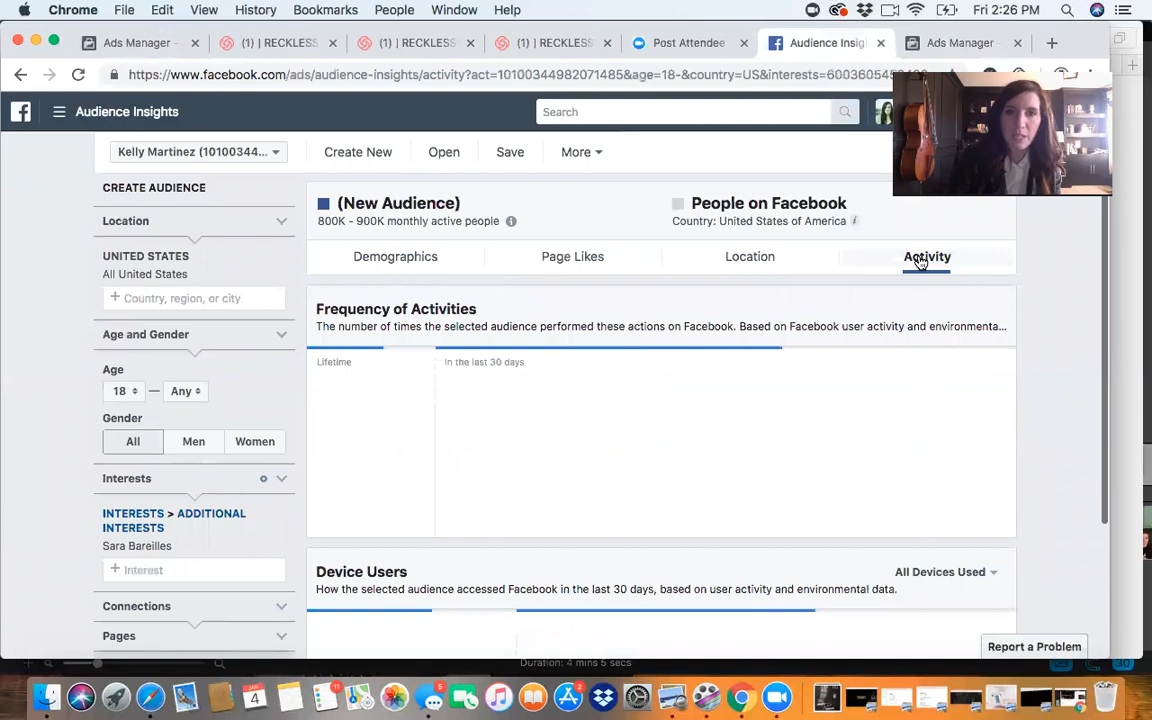 Chrome File Edit View History Bookmarks People Window Help Fri 2:26 PM
Ads Manager - (1) | RECKLESS (1) | RECKLESS (1) | RECKLESS Post Attendee Audience Insig Ads Manager -
https://www.facebook.com/ads/audience-insights/activity?act=10100344982071485&age=18-&country=US&interests=6003605459
Audience Insights Search
Kelly Martinez (10100344... Create New Open Save More
CREATE AUDIENCE
Location
UNITED STATES
All United States
+ Country, region, or city
Age and Gender
Age
18 — Any
Gender
All Men Women
Interests
INTERESTS > ADDITIONAL
INTERESTS
Sara Bareilles
+ Interest
Connections
Pages
(New Audience)
800K - 900K monthly active people
People on Facebook
Country: United States of America
Demographics Page Likes Location Activity
Frequency of Activities
The number of times the selected audience performed these actions on Facebook. Based on Facebook user activity and environmenta...
Lifetime In the last 30 days
Device Users All Devices Used
How the selected audience accessed Facebook in the last 30 days, based on user activity and environmental data.
Report a Problem
Duration: 4 mins 5 secs
30
JAN
4
11
2